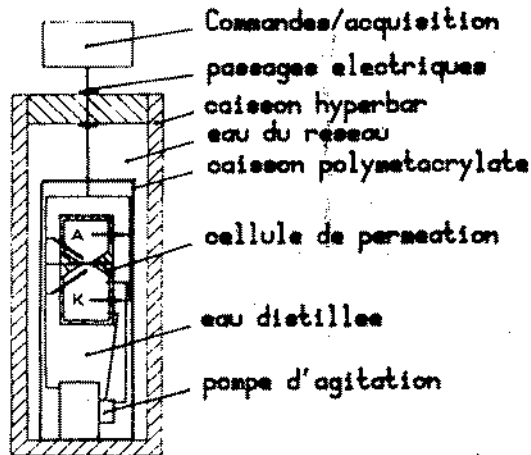 Commandes/acquisition
passages electriques
caisson hyperbar
eau du reseau
caisson polymetacrylate
A
cellule de permeation
K
eau distillee
pompe d'agitation